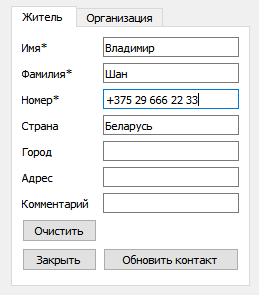 Житель Организация
Имя* Владимир
Фамилия* Шан
Номер* +375 29 666 22 33
Страна Беларусь
Город
Адрес
Комментарий
Очистить
Закрыть Обновить контакт